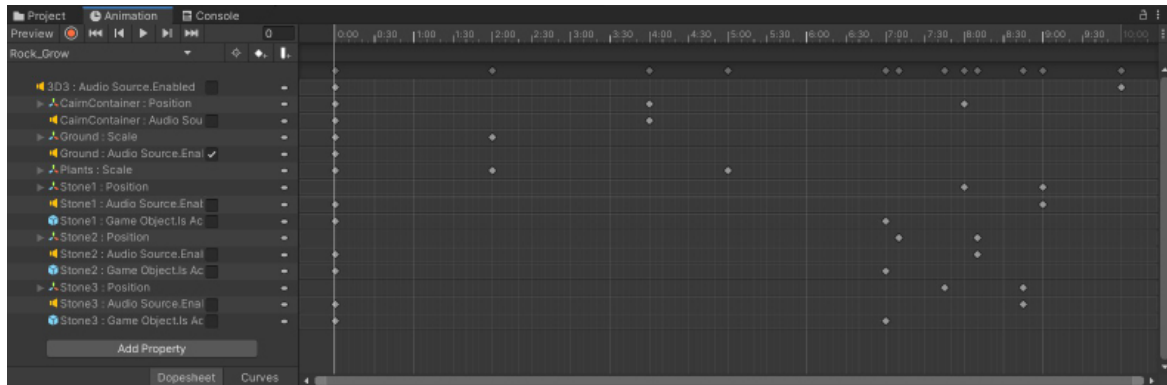 Project Animation Console
Preview 0 0:00 0:30 1:00 1:30 2:00 2:30 3:00 3:30 4:00 4:30 5:00 5:30 6:00 6:30 7:00 7:30 8:00 8:30 9:00 9:30 10:00
Rock_Grow
3D3 : Audio Source.Enabled
CairnContainer : Position
CairnContainer : Audio Sou
Ground : Scale
Ground : Audio Source.Enal
Plants : Scale
Stone1 : Position
Stone1 : Audio Source.Enal
Stone1 : Game Object.Is Ac
Stone2 : Position
Stone2 : Audio Source.Enal
Stone2 : Game Object.Is Ac
Stone3 : Position
Stone3 : Audio Source.Enal
Stone3 : Game Object.Is Ac
Add Property
Dopesheet Curves